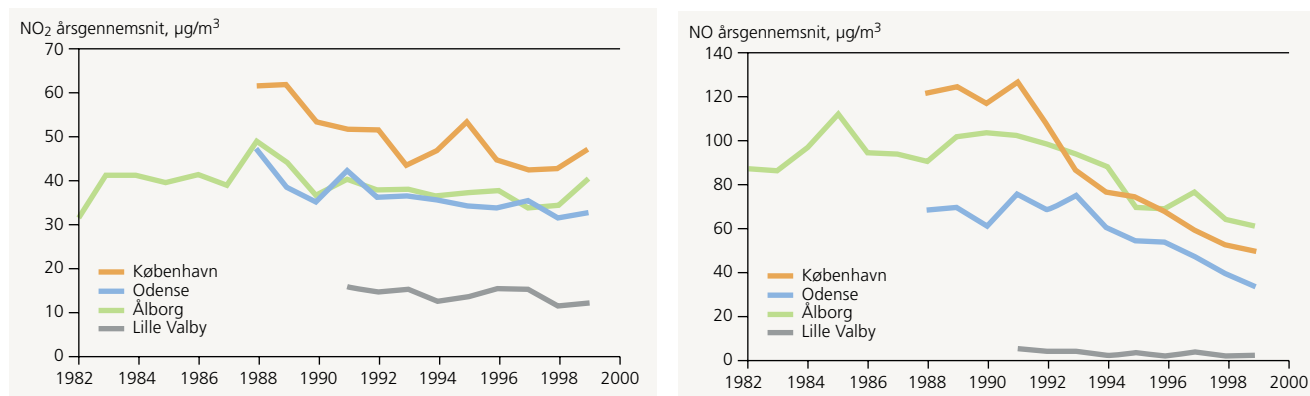 NO2 årsgennemsnit, µg/m³
70
60
50
40
30
20
10
0
København
Odense
Ålborg
Lille Valby
1982 1984 1986 1988 1990 1992 1994 1996 1998 2000
NO årsgennemsnit, µg/m³
140
120
100
80
60
40
20
0
København
Odense
Ålborg
Lille Valby
1982 1984 1986 1988 1990 1992 1994 1996 1998 2000